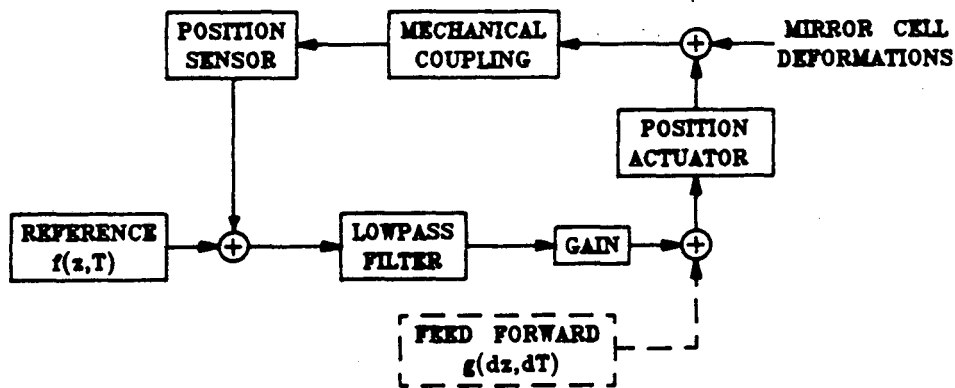 POSITION
SENSOR
MECHANICAL
COUPLING
+
MIRROR CELL
DEFORMATIONS
POSITION
ACTUATOR
REFERENCE
f(z,T)
+
LOWPASS
FILTER
GAIN
+
FEED FORWARD
g(dz,dT)